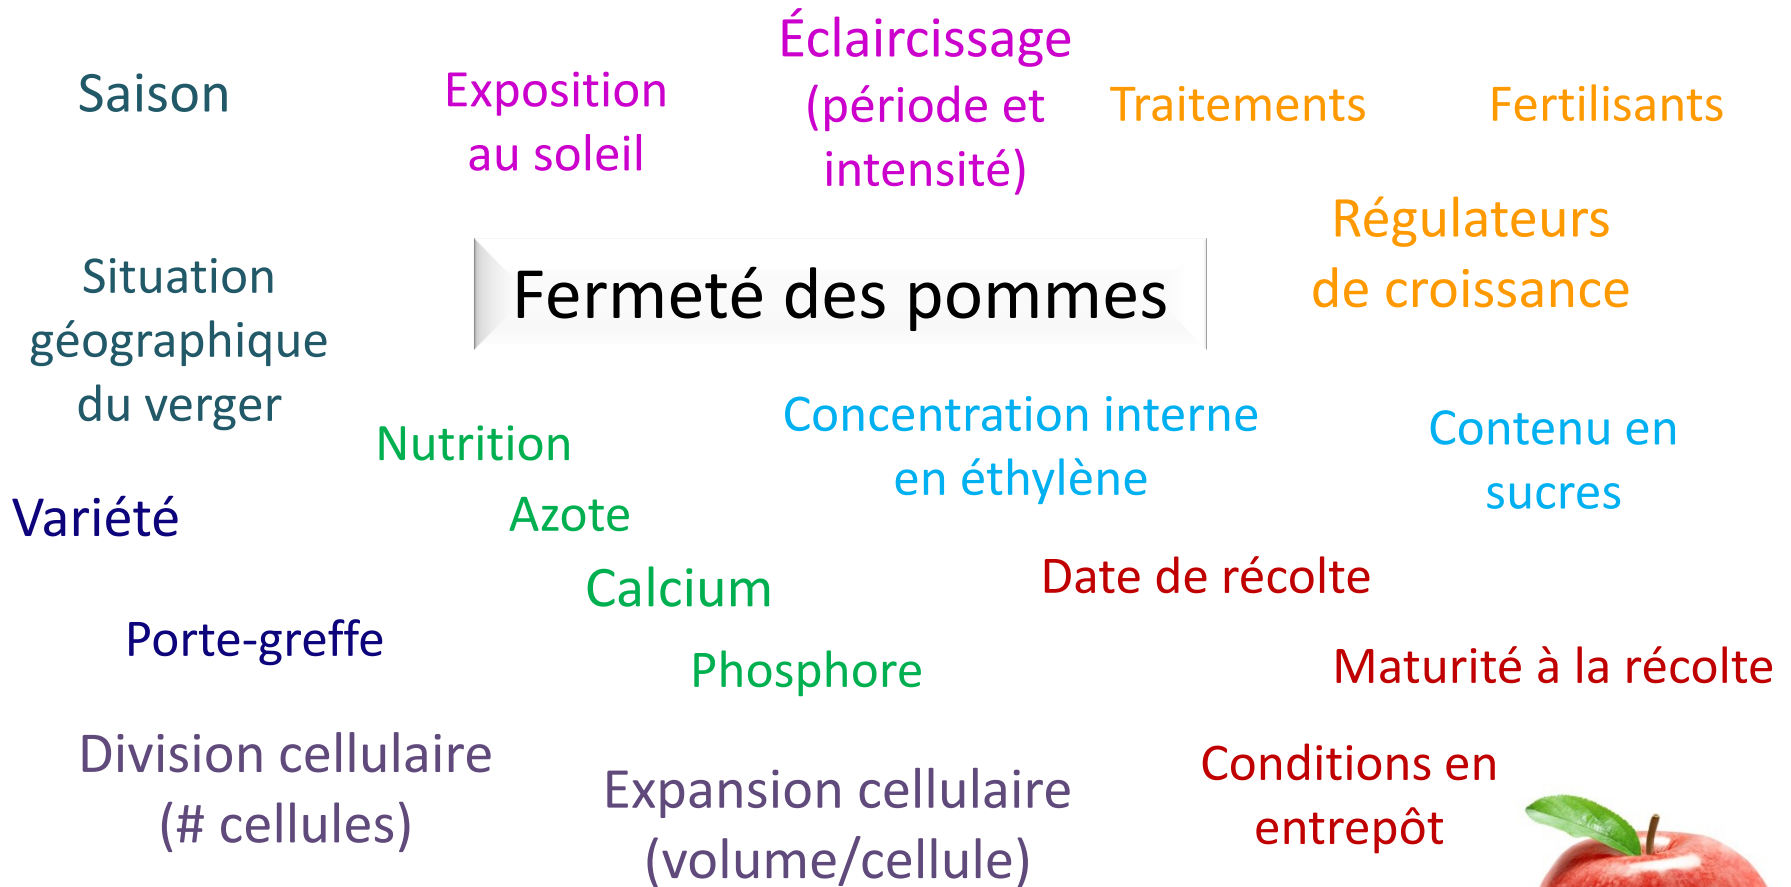 Saison
Exposition
au soleil
Éclaircissage
(période et
intensité)
Traitements
Fertilisants
Régulateurs
de croissance
Situation
géographique
du verger
Fermeté des pommes
Nutrition
Azote
Calcium
Phosphore
Concentration interne
en éthylène
Contenu en
sucres
Variété
Porte-greffe
Date de récolte
Maturité à la récolte
Conditions en
entrepôt
Division cellulaire
(# cellules)
Expansion cellulaire
(volume/cellule)